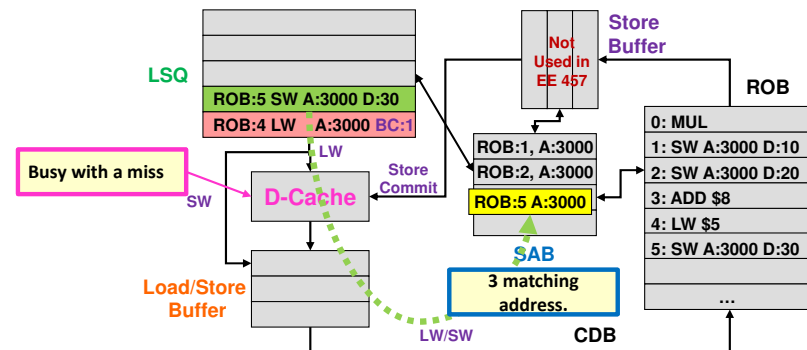 LSQ
ROB:5 SW A:3000 D:30
ROB:4 LW A:3000 BC:1
Busy with a miss
LW
SW
D-Cache
Store
Commit
Load/Store
Buffer
LW/SW
Not
Used in
EE 457
Store
Buffer
ROB:1, A:3000
ROB:2, A:3000
ROB:5 A:3000
SAB
3 matching
address.
CDB
ROB
0: MUL
1: SW A:3000 D:10
2: SW A:3000 D:20
3: ADD $8
4: LW $5
5: SW A:3000 D:30
…